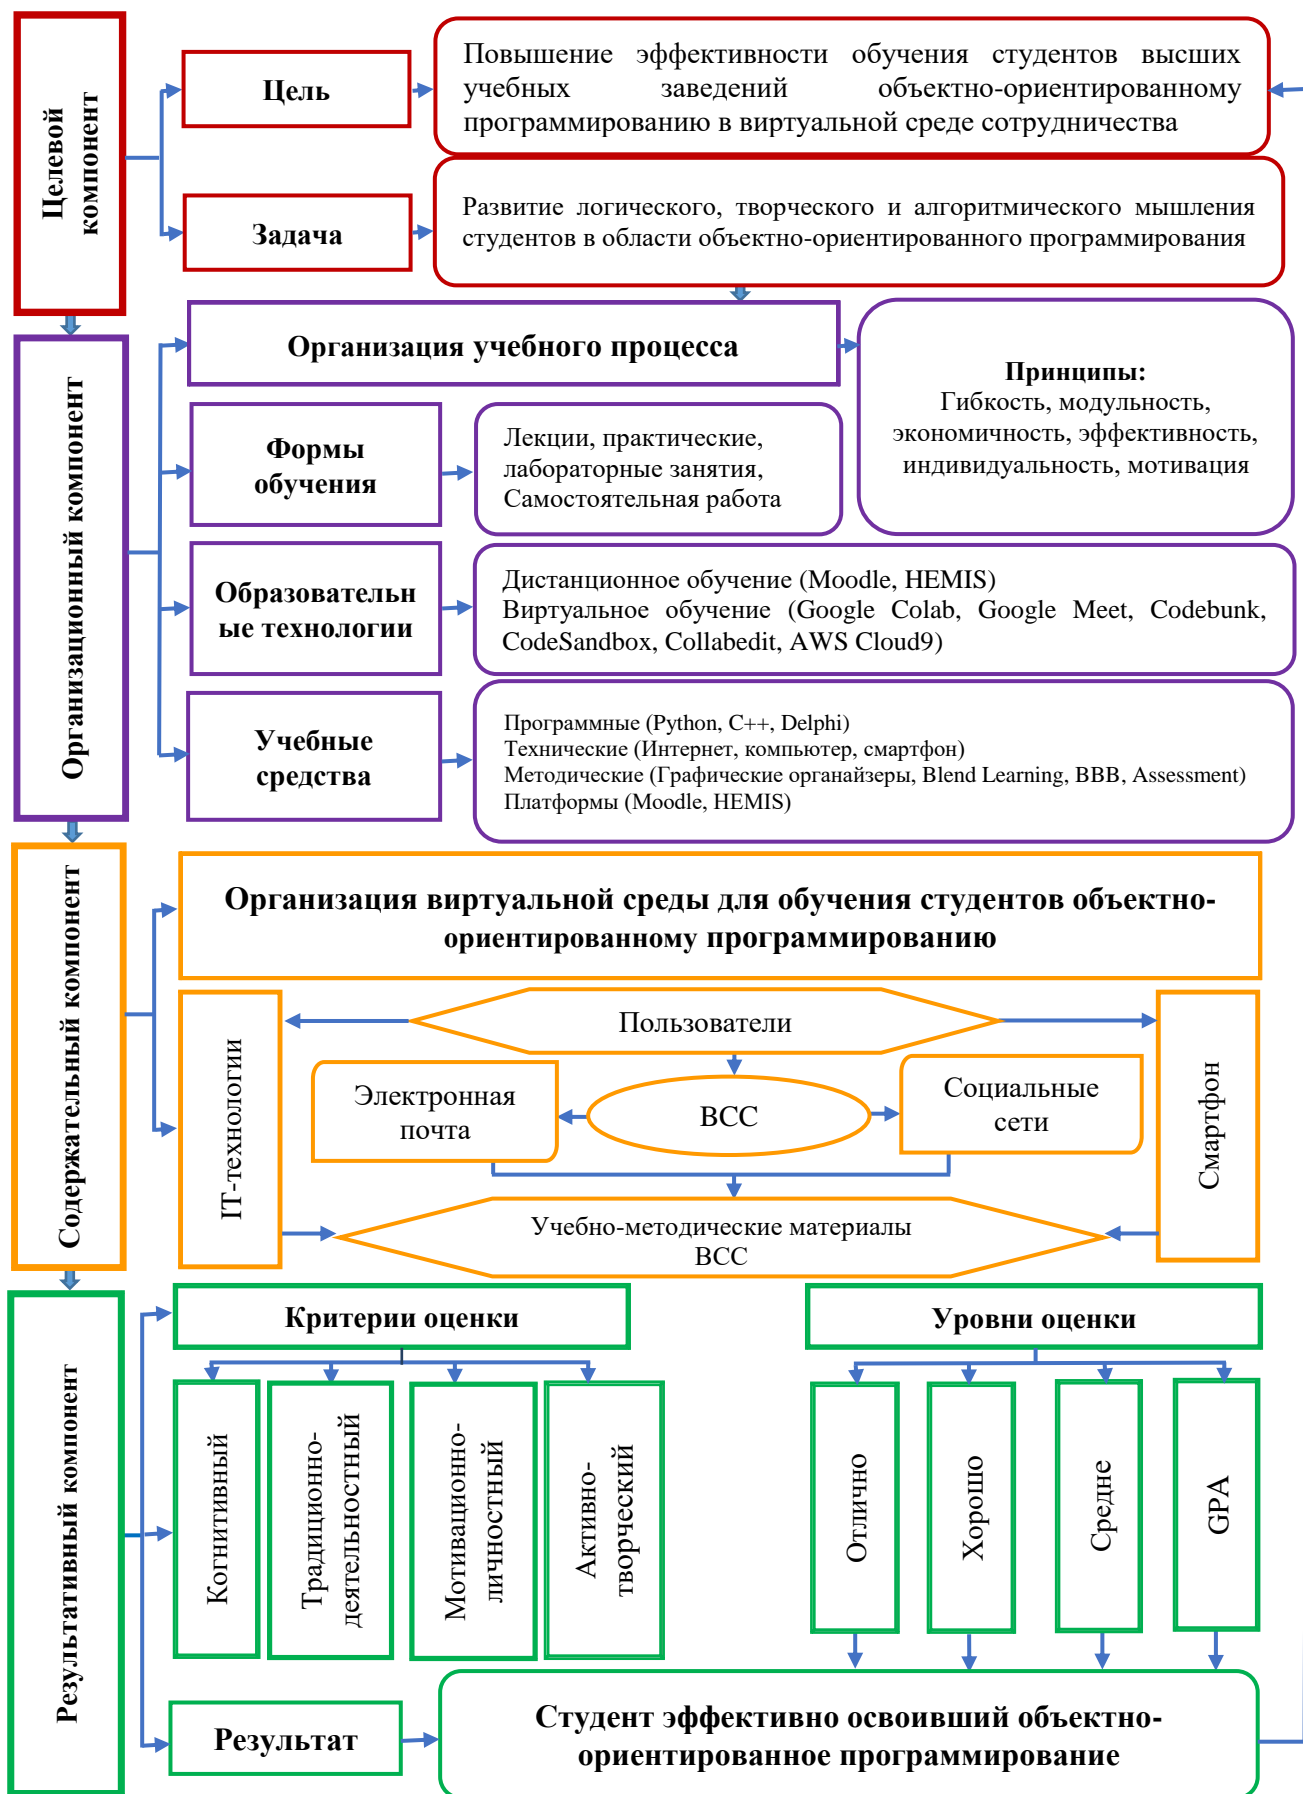 Целевой
компонент
Цель
Повышение эффективности обучения студентов высших
учебных заведений объектно-ориентированному
программированию в виртуальной среде сотрудничества
Задача
Развитие логического, творческого и алгоритмического мышления
студентов в области объектно-ориентированного программирования
Организационный компонент
Организация учебного процесса
Принципы:
Гибкость, модульность,
экономичность, эффективность,
индивидуальность, мотивация
Формы
обучения
Лекции, практические,
лабораторные занятия,
Самостоятельная работа
Образовательн
ые технологии
Дистанционное обучение (Moodle, HEMIS)
Виртуальное обучение (Google Colab, Google Meet, Codebunk,
CodeSandbox, Collabedit, AWS Cloud9)
Учебные
средства
Программные (Python, C++, Delphi)
Технические (Интернет, компьютер, смартфон)
Методические (Графические органайзеры, Blend Learning, BBB, Assessment)
Платформы (Moodle, HEMIS)
Содержательный компонент
Организация виртуальной среды для обучения студентов объектно-
ориентированному программированию
IT-технологии
Пользователи
Смартфон
Электронная
почта
ВСС
Социальные
сети
Учебно-методические материалы
ВСС
Результативный компонент
Критерии оценки
Уровни оценки
Когнитивный
Традиционно-
деятельностный
Мотивационно-
личностный
Активно-
творческий
Отлично
Хорошо
Средне
GPA
Результат
Студент эффективно освоивший объектно-
ориентированное программирование